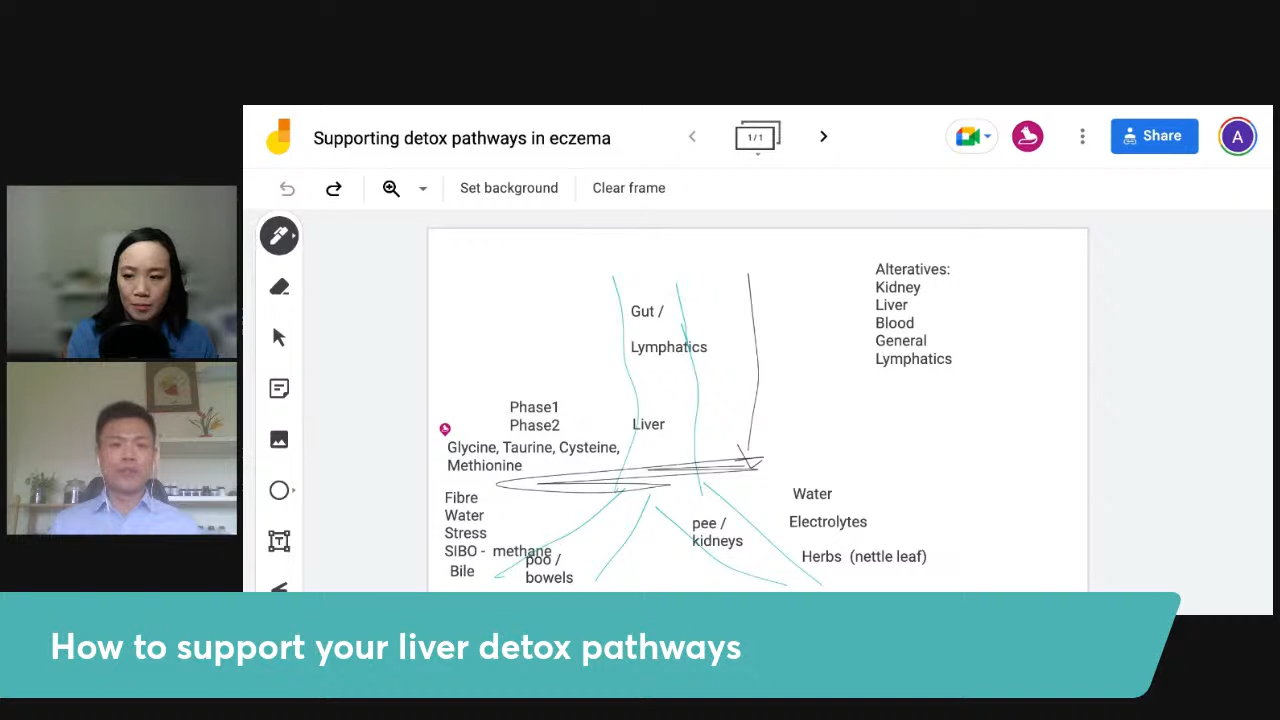 Supporting detox pathways in eczema
1/1
Share
A
Set background
Clear frame
Gut /
Lymphatics
Alteratives:
Kidney
Liver
Blood
General
Lymphatics
Phase1
Phase2
Liver
Glycine, Taurine, Cysteine,
Methionine
Fibre
Water
Stress
SIBO - methane
Bile
poo /
bowels
pee /
kidneys
Water
Electrolytes
Herbs (nettle leaf)
How to support your liver detox pathways